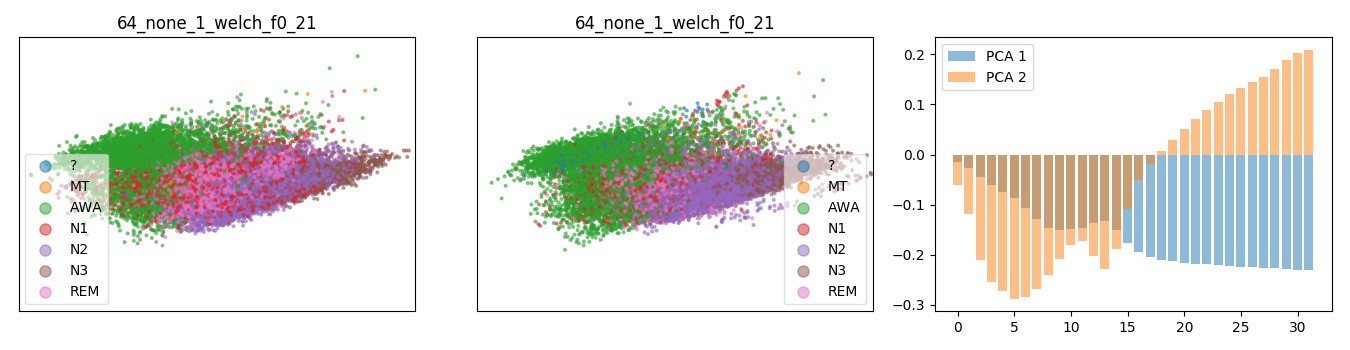 64_none_1_welch_f0_21
?
MT
AWA
N1
N2
N3
REM
64_none_1_welch_f0_21
?
MT
AWA
N1
N2
N3
REM
PCA 1
PCA 2
0.2
0.1
0.0
−0.1
−0.2
−0.3
0 5 10 15 20 25 30